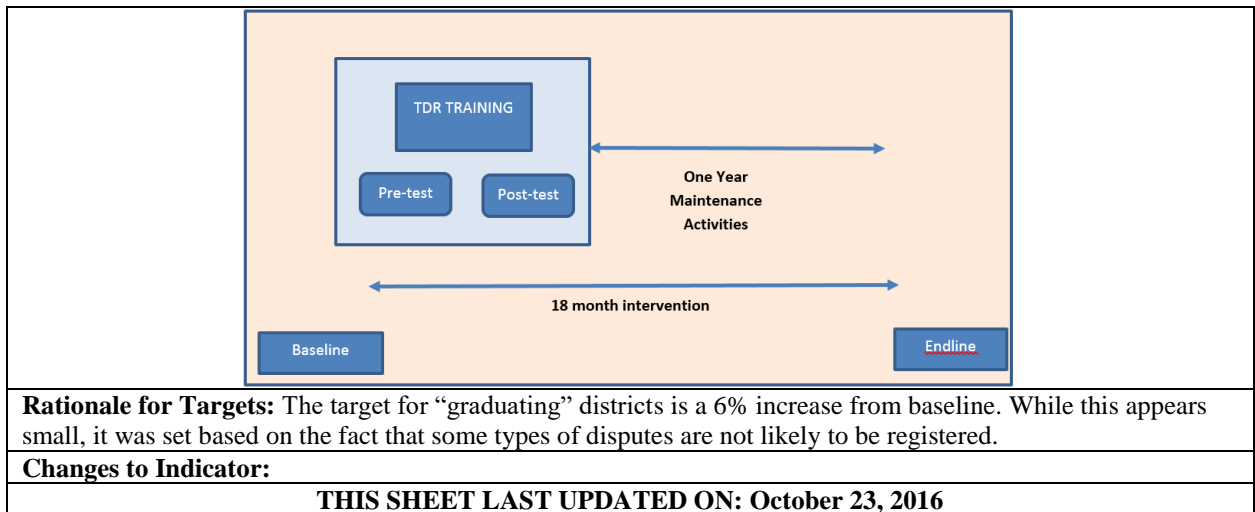 TDR TRAINING
Pre-test
Post-test
One Year
Maintenance
Activities
18 month intervention
Baseline
Endline
Rationale for Targets: The target for “graduating” districts is a 6% increase from baseline. While this appears
small, it was set based on the fact that some types of disputes are not likely to be registered.
Changes to Indicator:
THIS SHEET LAST UPDATED ON: October 23, 2016